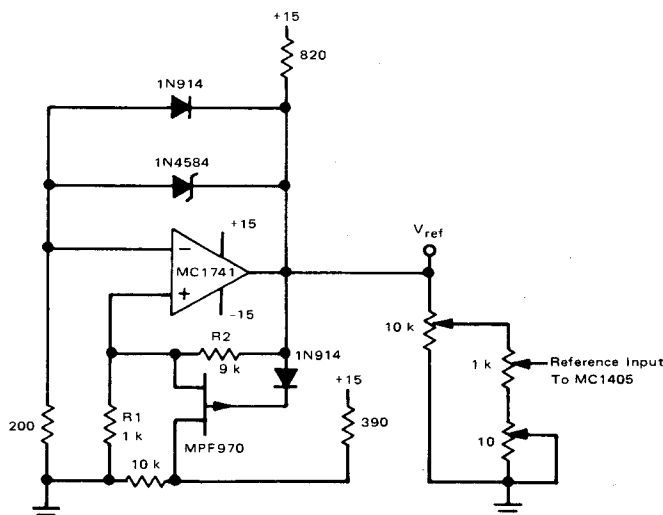 +15
820
1N914
1N4584
+15
Vref
−
MC1741
+
−15
10 k
R2
9 k
1N914
1 k
Reference Input
To MC1405
+15
200
R1
1 k
MPF970
390
10
10 k